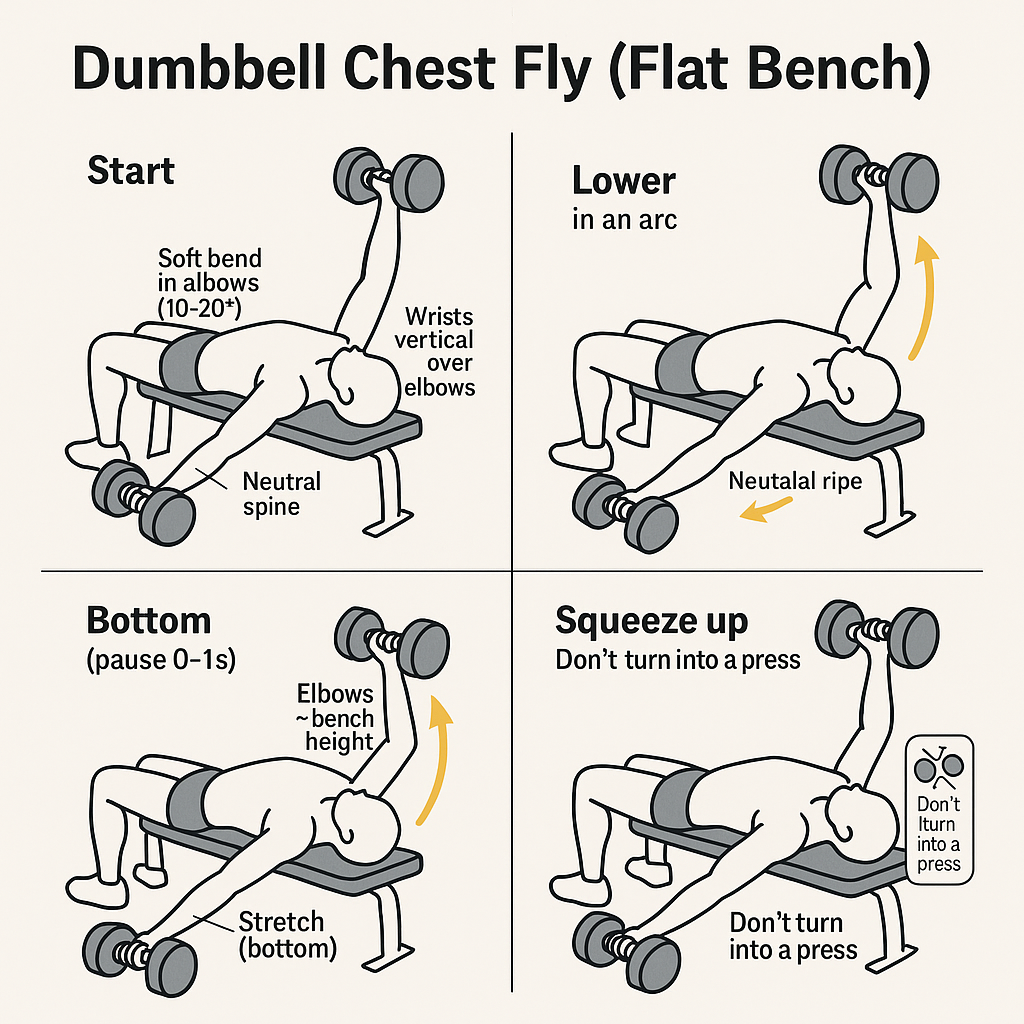 Dumbbell Chest Fly (Flat Bench)
Start
Soft bend
in albows
(10-20⁺)
Wrists
vertical
over
elbows
Neutral
spine
Lower
in an arc
Neutalal ripe
Bottom
(pause 0-1s)
Elbows
~bench
height
Stretch
(bottom)
Squeeze up
Don't turn into a press
Don't
lturn
into a
press
Don't turn
into a press